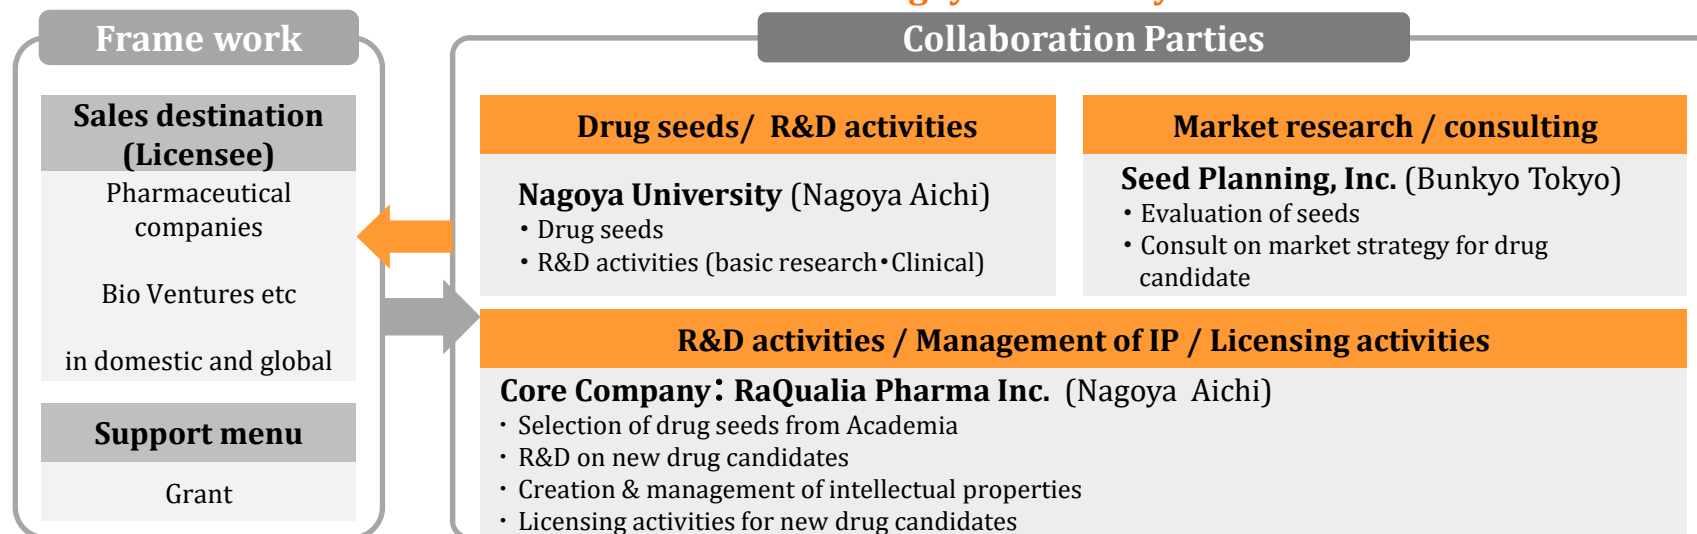 Frame work
Sales destination
(Licensee)
Pharmaceutical
companies
Bio Ventures etc
in domestic and global
Support menu
Grant
Collaboration Parties
Drug seeds/ R&D activities
Nagoya University (Nagoya Aichi)
・Drug seeds
・R&D activities (basic research・Clinical)
Market research / consulting
Seed Planning, Inc. (Bunkyo Tokyo)
・Evaluation of seeds
・Consult on market strategy for drug
candidate
R&D activities / Management of IP / Licensing activities
Core Company: RaQualia Pharma Inc. (Nagoya Aichi)
・Selection of drug seeds from Academia
・R&D on new drug candidates
・Creation & management of intellectual properties
・Licensing activities for new drug candidates